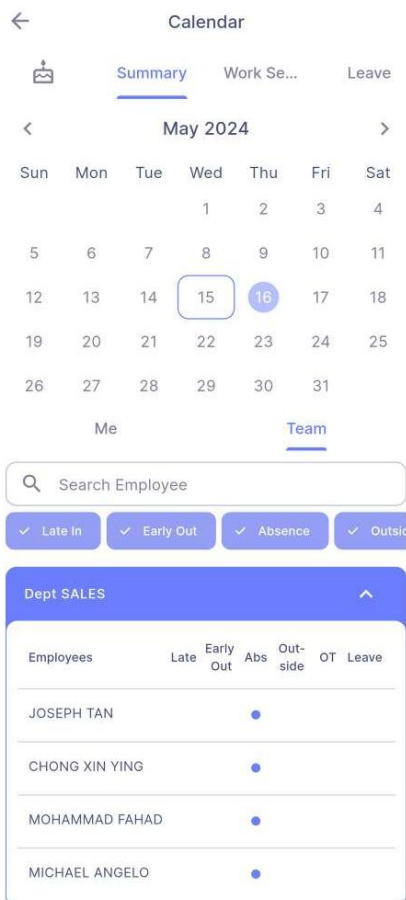 Calendar
Summary Work Se... Leave
May 2024
Sun Mon Tue Wed Thu Fri Sat
1 2 3 4
5 6 7 8 9 10 11
12 13 14 15 16 17 18
19 20 21 22 23 24 25
26 27 28 29 30 31
Me Team
Search Employee
Late In Early Out Absence Outsid
Dept SALES
Employees Late Early Out Abs Out-side OT Leave
JOSEPH TAN
CHONG XIN YING
MOHAMMAD FAHAD
MICHAEL ANGELO